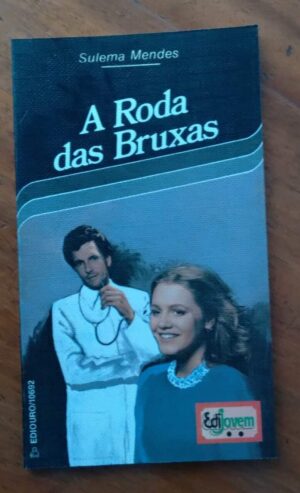 Sulema Mendes
A Roda
das Bruxas
EDIOURO/10692
Edijovem